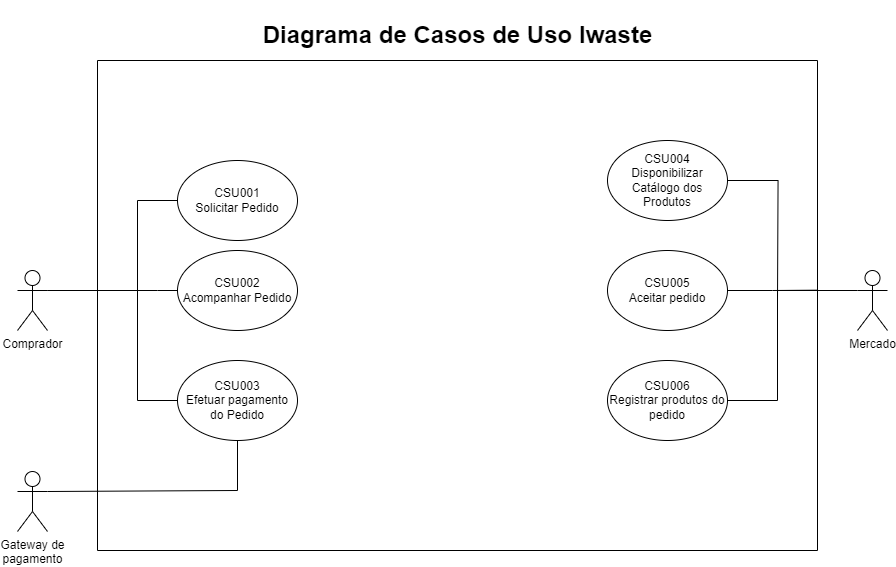 Diagrama de Casos de Uso Iwaste
CSU001
Solicitar Pedido
CSU002
Acompanhar Pedido
CSU003
Efetuar pagamento
do Pedido
CSU004
Disponibilizar
Catálogo dos
Produtos
CSU005
Aceitar pedido
CSU006
Registrar produtos do
pedido
Comprador
Gateway de
pagamento
Mercado